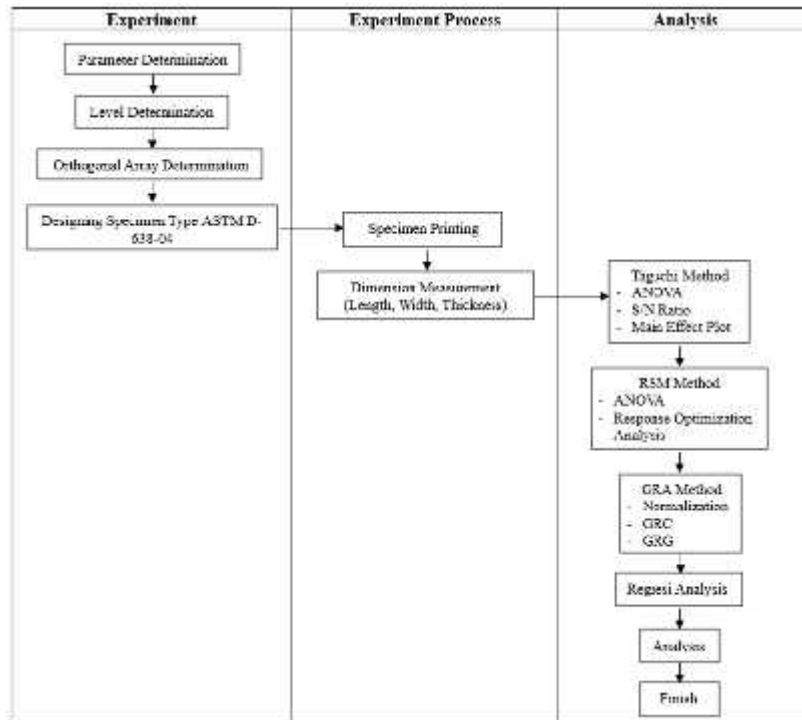 Experiment
Parameter Determination
Level Determination
Orthogonal Array Determination
Designing Specimen Type ASTM D-
638-04
Experiment Process
Specimen Printing
Dimension Measurement
(Length, Width, Thickness)
Analysis
Taguchi Method
- ANOVA
- S/N Ratio
- Main Effect Plot
RSM Method
- ANOVA
- Response Optimization
Analysis
GRA Method
- Normalization
- GRC
- GRG
Regresi Analysis
Analysis
Finish